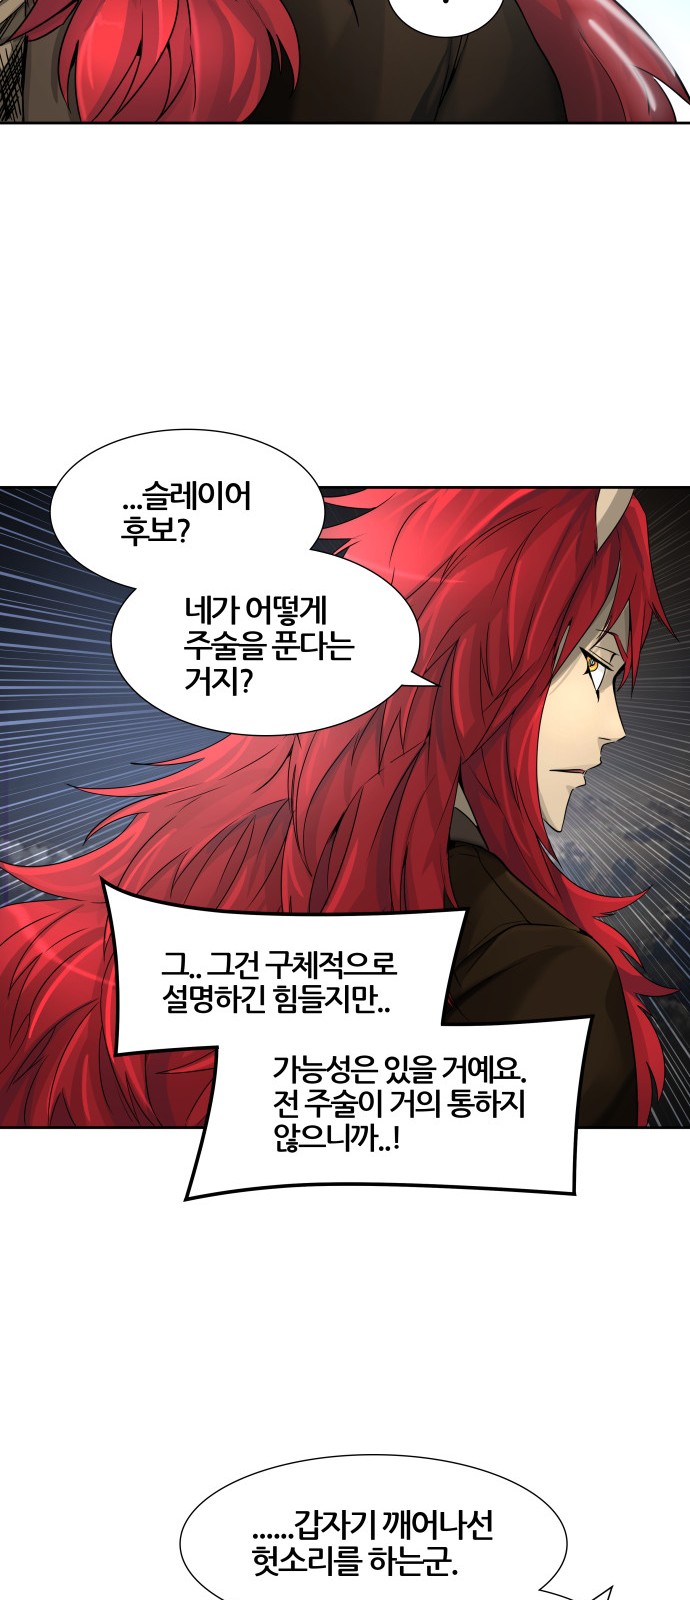 ...슬레이어
후보?
네가 어떻게
주술을 푼다는
거지?
그.. 그건 구체적으로
설명하긴 힘들지만..
가능성은 있을 거예요.
전 주술이 거의 통하지
않으니까..!
......갑자기 깨어나선
헛소리를 하는군.